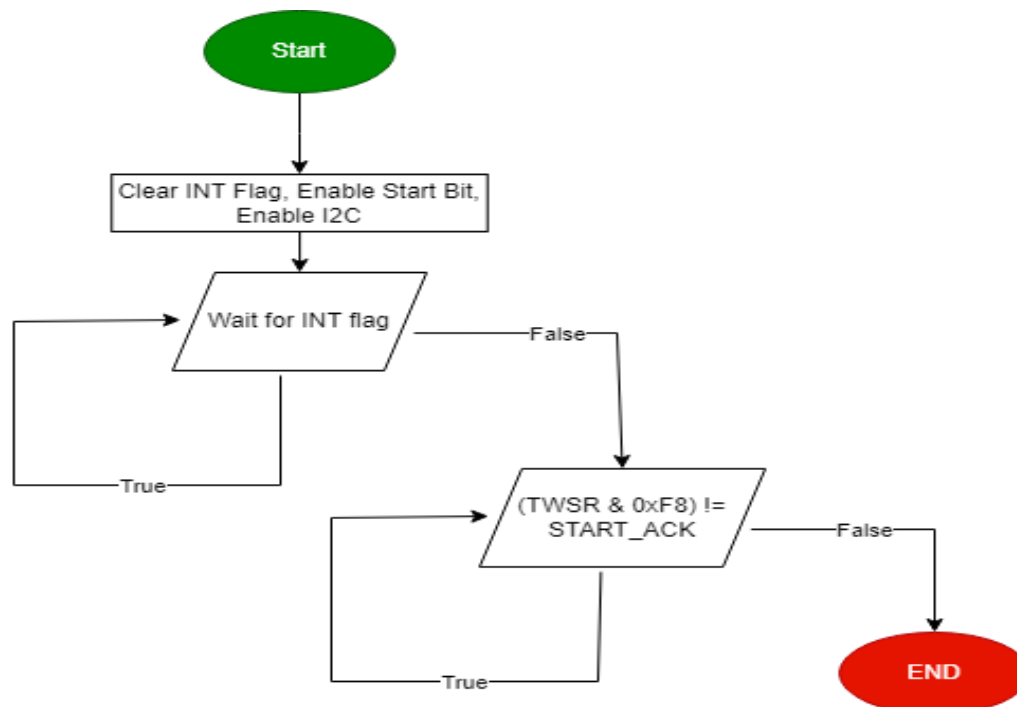 Start
Clear INT Flag, Enable Start Bit,
Enable I2C
Wait for INT flag
False
True
(TWSR & 0xF8) !=
START_ACK
False
True
END